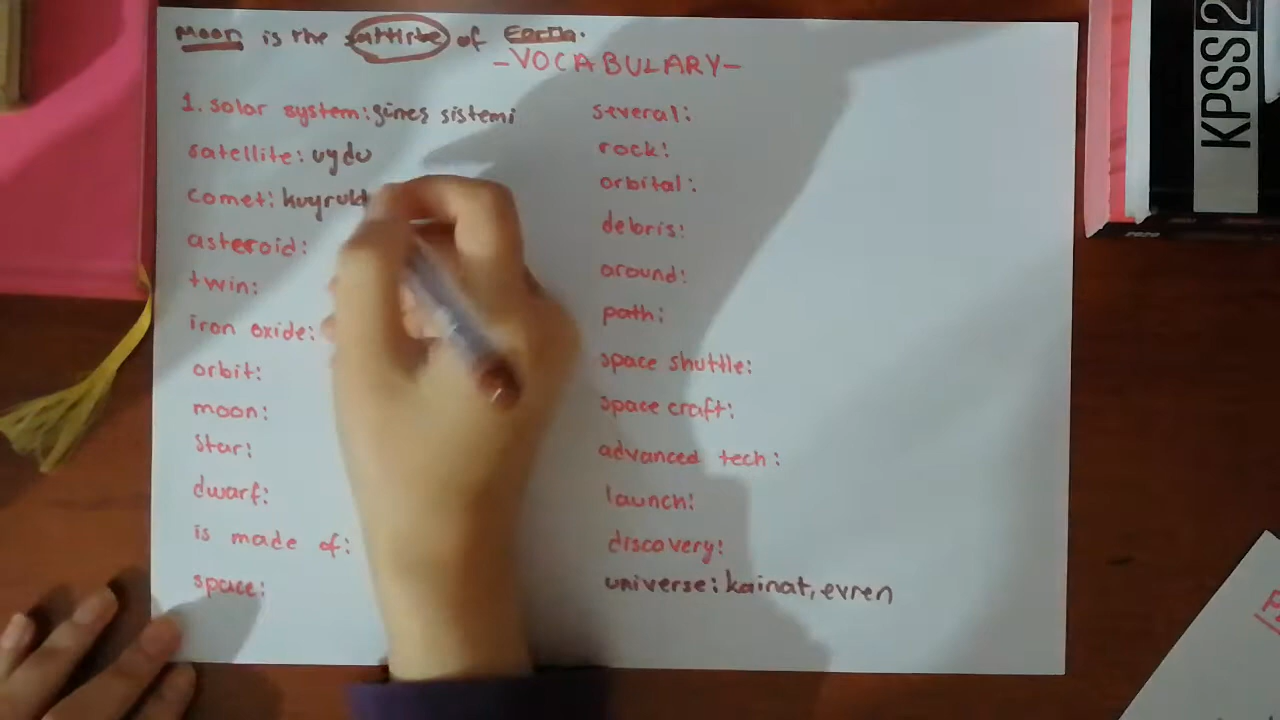 Moon is the sattlite of Earth.
-VOCABULARY-
1. solar system: günes sistemi
satellite: uydu
comet: kuyruklu
asteroid:
twin:
iron oxide:
orbit:
moon:
star:
dwarf:
is made of:
space:
several:
rock:
orbital:
debris:
around:
path:
space shuttle:
space craft:
advanced tech:
launch:
discovery:
universe: kainat, evren
KPSS 2